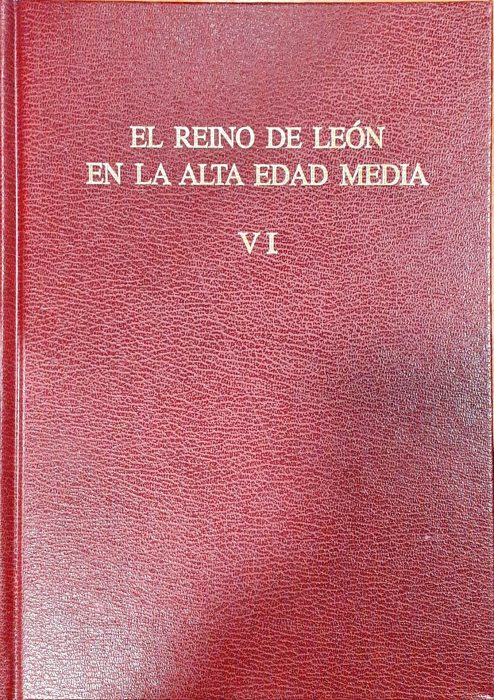 EL REINO DE LEÓN
EN LA ALTA EDAD MEDIA
VI